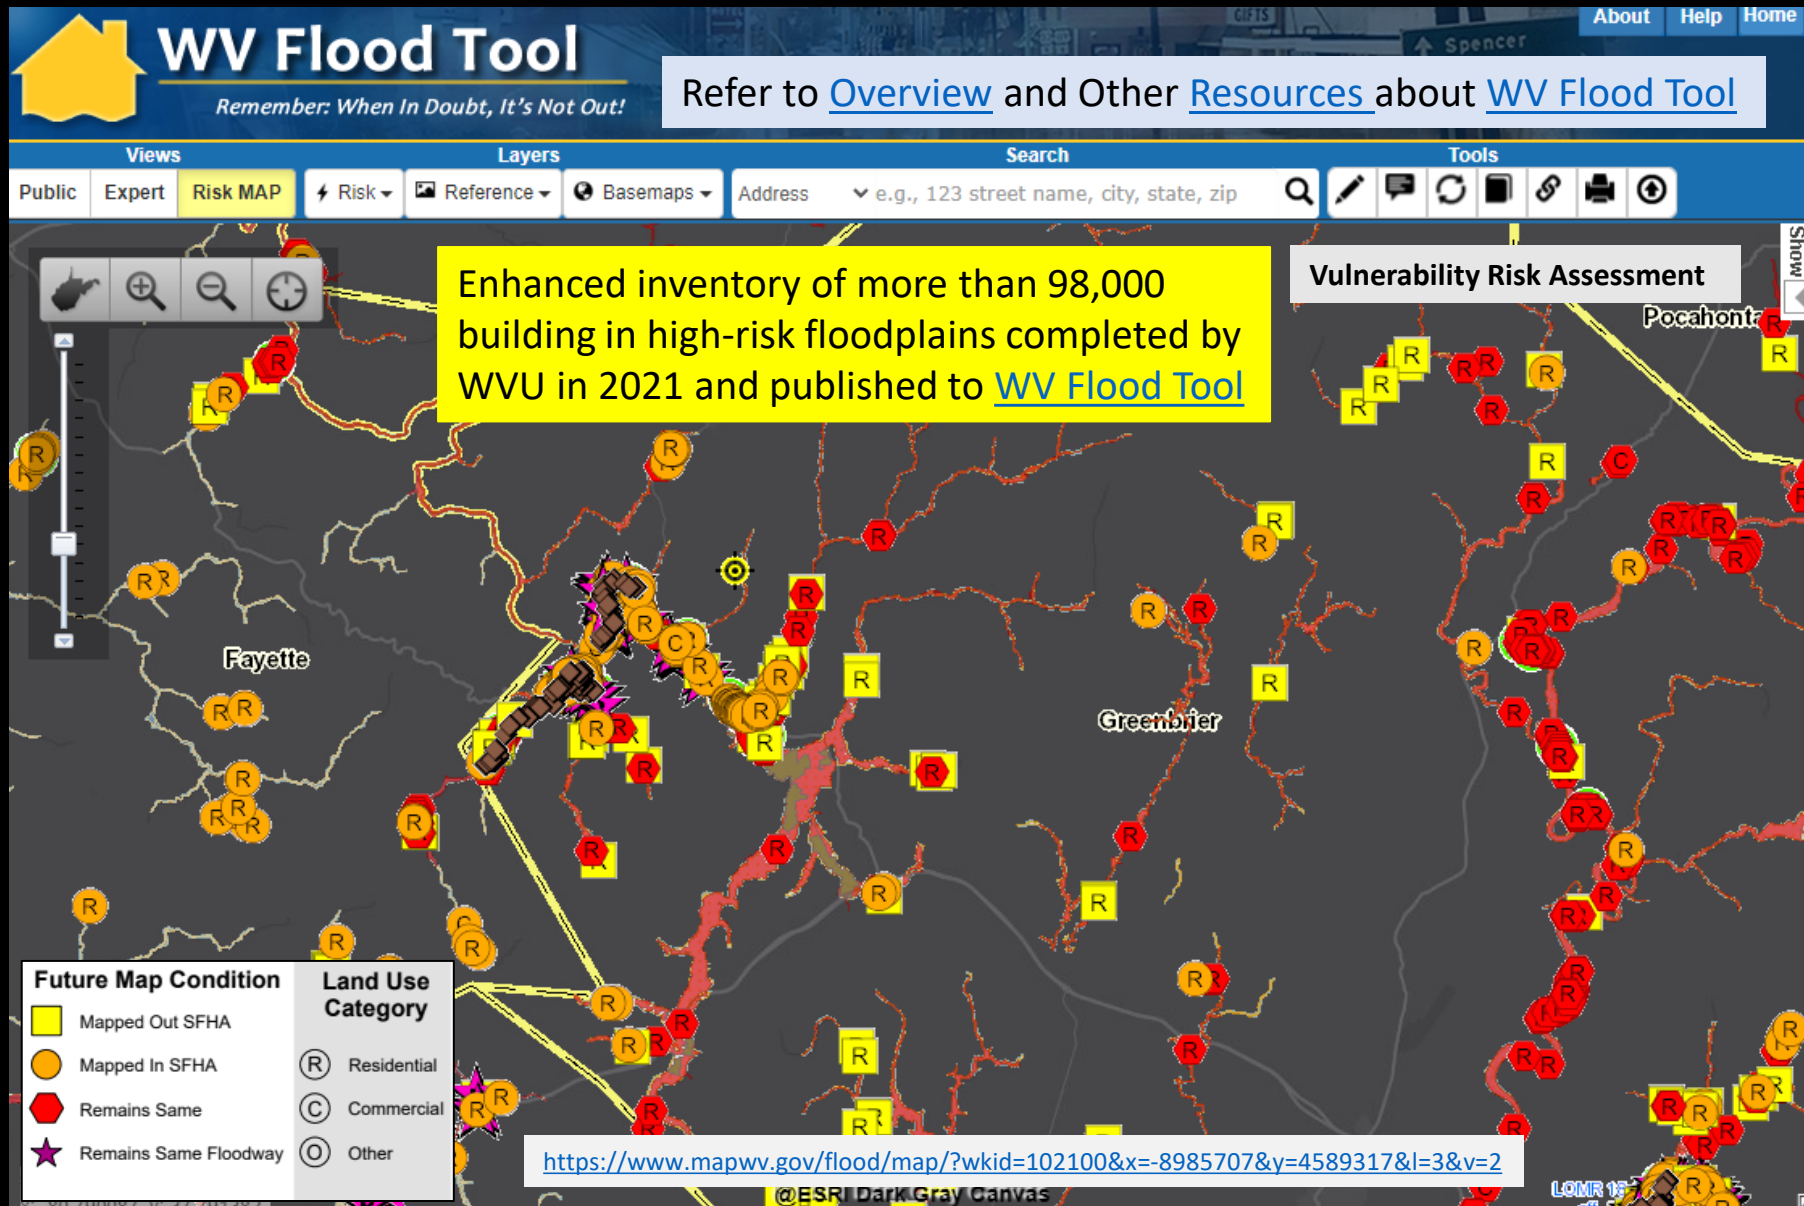 WV Flood Tool
Remember: When In Doubt, It's Not Out!
GIFTS
Spencer
About Help Home
Refer to Overview and Other Resources about WV Flood Tool
Views Layers Search Tools
Public Expert Risk MAP Risk Reference Basemaps Address e.g., 123 street name, city, state, zip
Show
Enhanced inventory of more than 98,000
building in high-risk floodplains completed by
WVU in 2021 and published to WV Flood Tool
Vulnerability Risk Assessment
Fayette
Greenbrier
Future Map Condition
Mapped Out SFHA
Mapped In SFHA
Remains Same
Remains Same Floodway
Land Use
Category
R Residential
C Commercial
O Other
https://www.mapwv.gov/flood/map/?wkid=102100&x=-8985707&y=4589317&l=3&v=2
@ESRI Dark Gray Canvas
LOMR